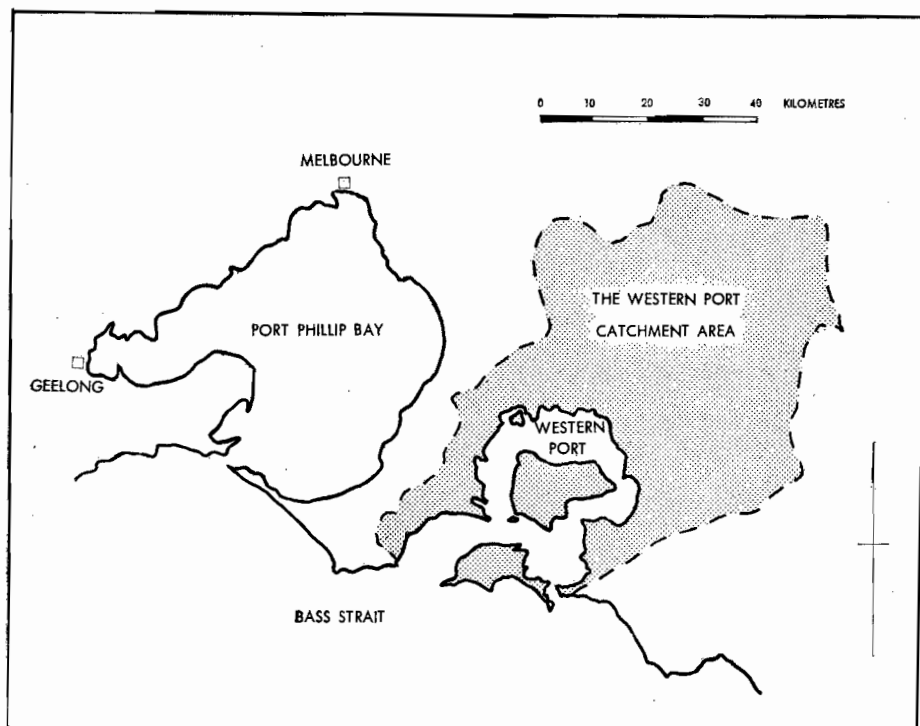 0 10 20 30 40 KILOMETRES
MELBOURNE
THE WESTERN PORT
CATCHMENT AREA
PORT PHILLIP BAY
GEELONG
WESTERN
PORT
BASS STRAIT